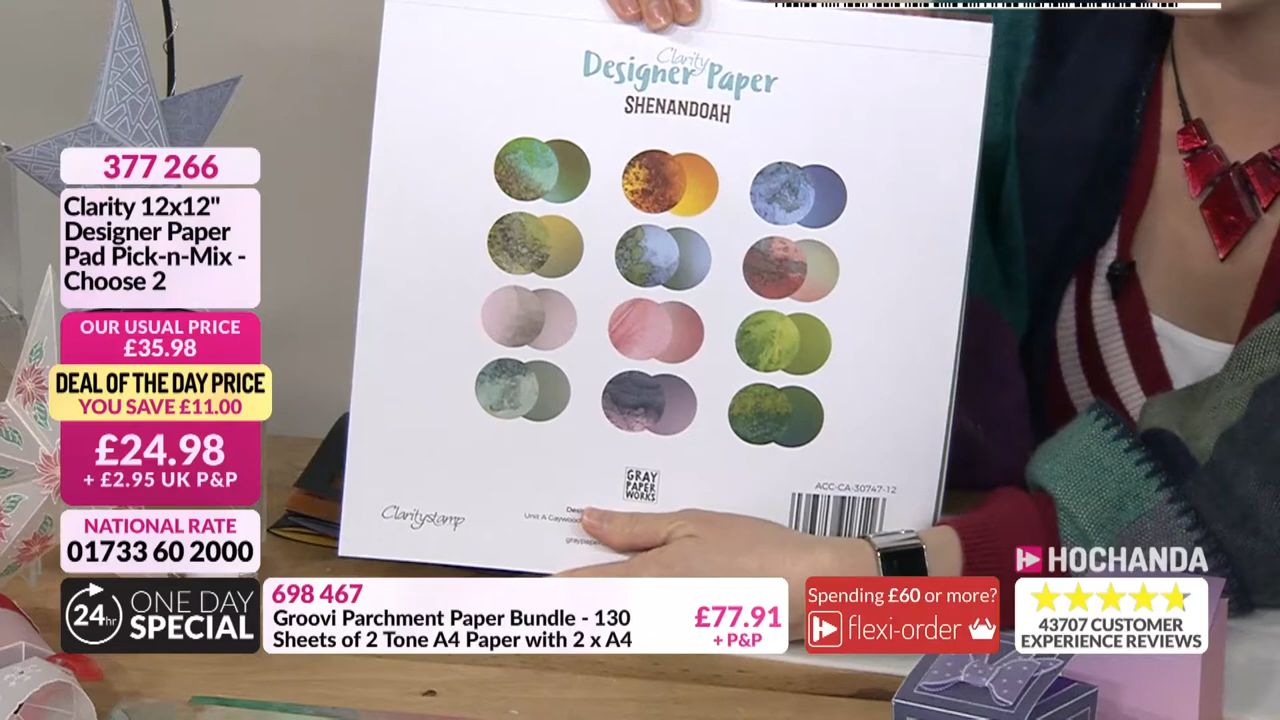 Clarity
Designer Paper
SHENANDOAH
377 266
Clarity 12x12"
Designer Paper
Pad Pick-n-Mix -
Choose 2
OUR USUAL PRICE
£35.98
DEAL OF THE DAY PRICE
YOU SAVE £11.00
£24.98
+ £2.95 UK P&P
NATIONAL RATE
01733 60 2000
GRAY
PAPER
WORKS
ACC-CA-30747-12
Claritystamp
Unit A Gaywood
24hr
ONE DAY
SPECIAL
698 467
Groovi Parchment Paper Bundle - 130
Sheets of 2 Tone A4 Paper with 2 x A4
£77.91
+ P&P
Spending £60 or more?
flexi-order
HOCHANDA
43707 CUSTOMER
EXPERIENCE REVIEWS